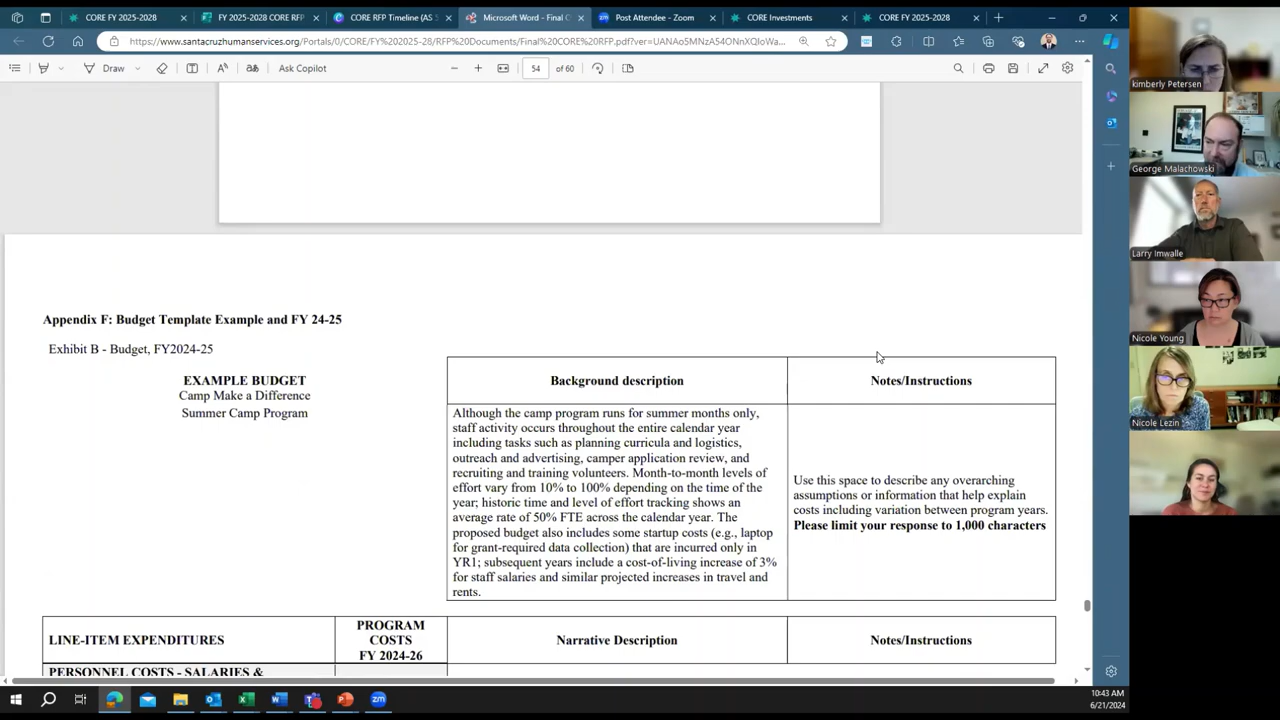 CORE FY 2025-2028
FY 2025-2028 CORE RFP
CORE RFP Timeline (AS
Microsoft Word - Final C
Post Attendee - Zoom
CORE Investments
CORE FY 2025-2028
https://www.santacruzhumanservices.org/Portals/0/CORE/FY%202025-28/RFP%20Documents/Final%20CORE%20RFP.pdf?ver=UANAo5MNzA54ONnXQIoWa...
Draw
Ask Copilot
54
of 60
Appendix F: Budget Template Example and FY 24-25
Exhibit B - Budget, FY2024-25
EXAMPLE BUDGET
Camp Make a Difference
Summer Camp Program
Background description
Notes/Instructions
Although the camp program runs for summer months only,
staff activity occurs throughout the entire calendar year
including tasks such as planning curricula and logistics,
outreach and advertising, camper application review, and
recruiting and training volunteers. Month-to-month levels of
effort vary from 10% to 100% depending on the time of the
year; historic time and level of effort tracking shows an
average rate of 50% FTE across the calendar year. The
proposed budget also includes some startup costs (e.g., laptop
for grant-required data collection) that are incurred only in
YR1; subsequent years include a cost-of-living increase of 3%
for staff salaries and similar projected increases in travel and
rents.
Use this space to describe any overarching
assumptions or information that help explain
costs including variation between program years.
Please limit your response to 1,000 characters
LINE-ITEM EXPENDITURES
PROGRAM
COSTS
FY 2024-26
Narrative Description
Notes/Instructions
PERSONNEL COSTS - SALARIES &
kimberly Petersen
George Malachowski
Larry Imwalle
Nicole Young
Nicole Lezin
10:43 AM
6/21/2024